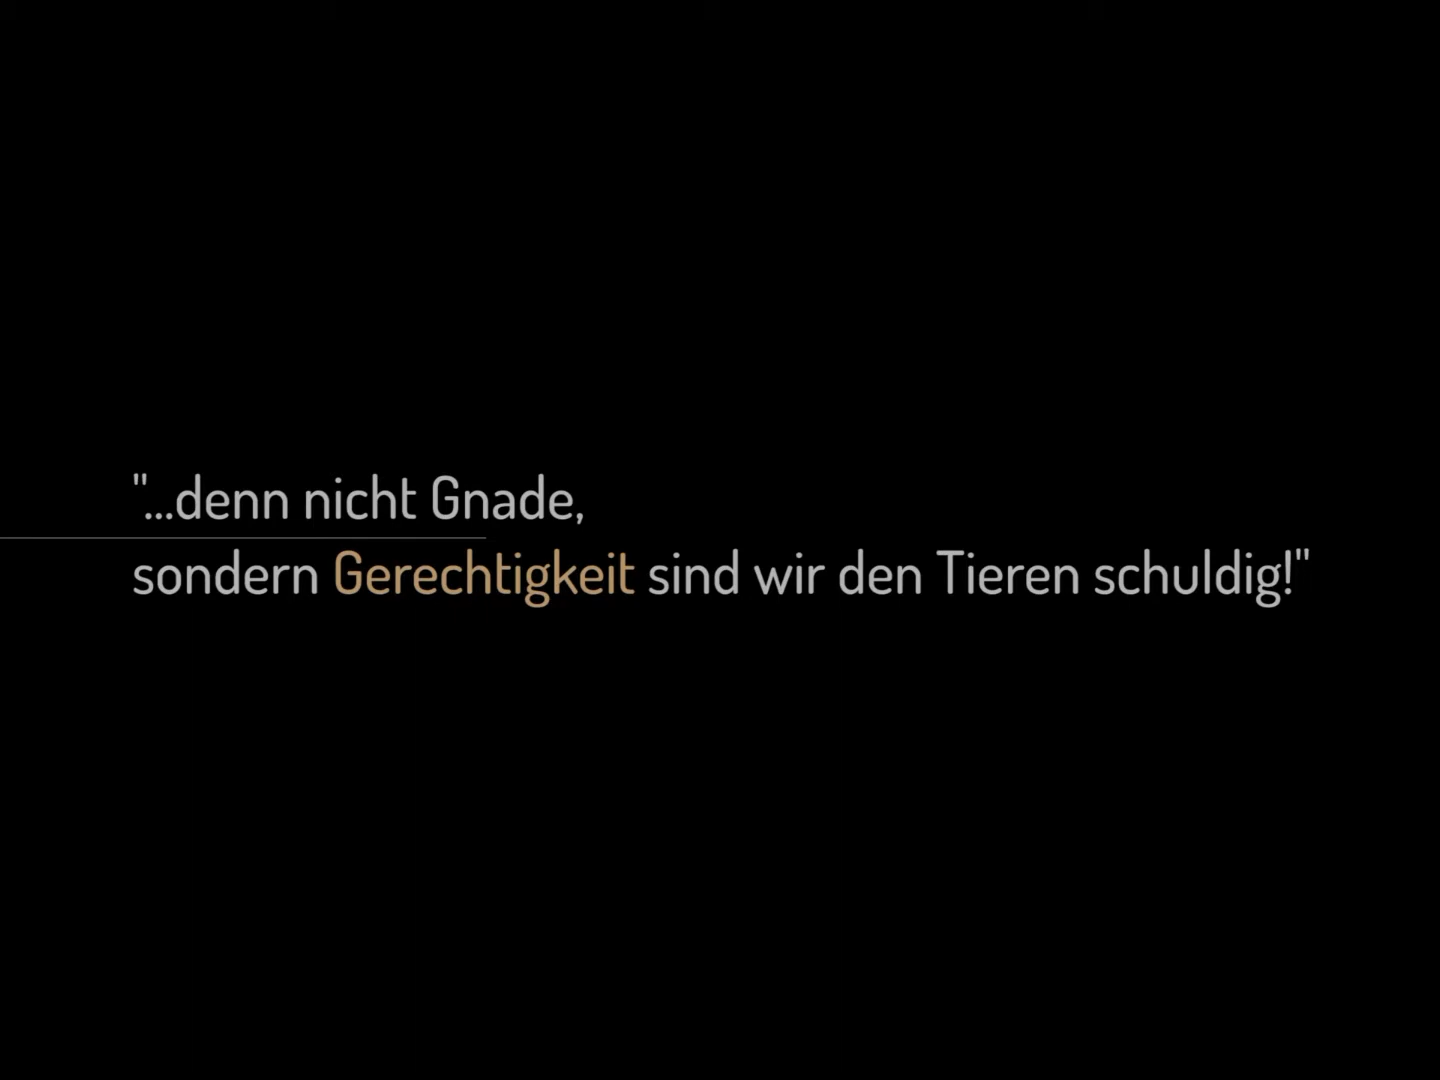 "...denn nicht Gnade,
sondern Gerechtigkeit sind wir den Tieren schuldig!"